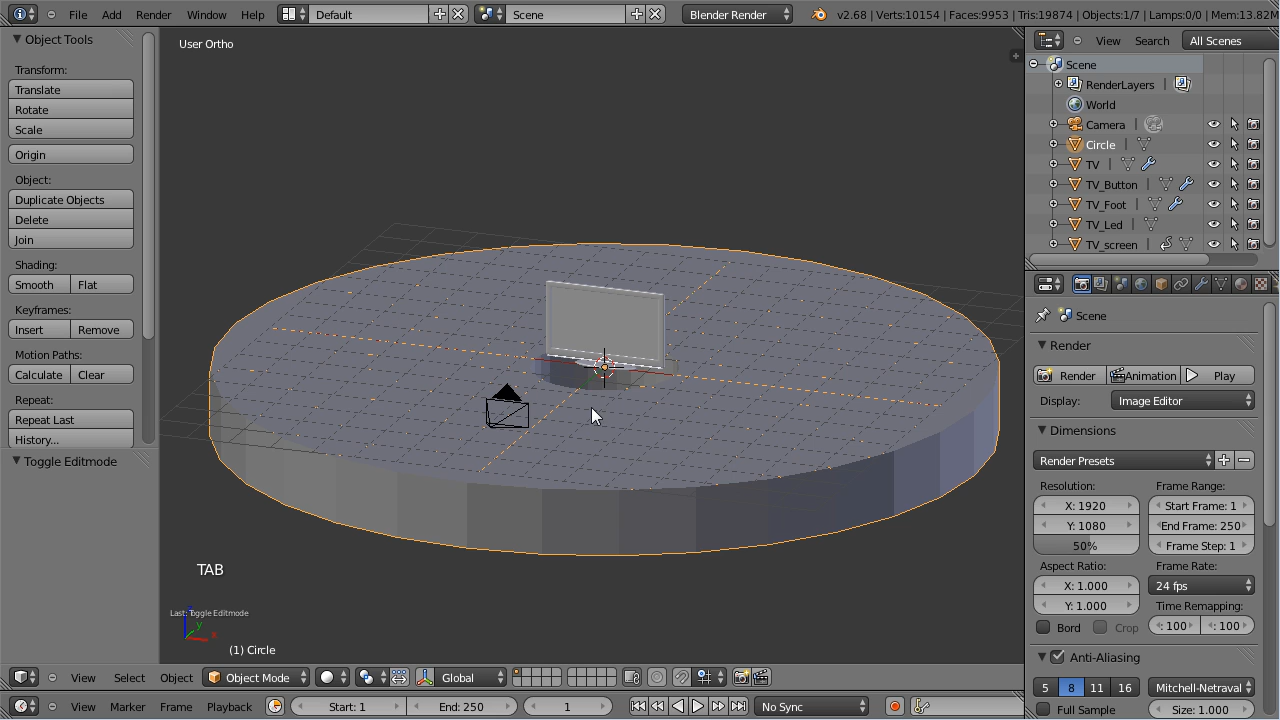 File Add Render Window Help Default Scene Blender Render v2.68 | Verts:10154 | Faces:9953 | Tris:19874 | Objects:1/7 | Lamps:0/0 | Mem:13.82M
Object Tools
Transform:
Translate
Rotate
Scale
Origin
Object:
Duplicate Objects
Delete
Join
Shading:
Smooth Flat
Keyframes:
Insert Remove
Motion Paths:
Calculate Clear
Repeat:
Repeat Last
History...
Toggle Editmode
User Ortho
TAB
Last: Toggle Editmode
y
x
(1) Circle
View Select Object Object Mode Global
View Marker Frame Playback Start: 1 End: 250 1 No Sync
View Search All Scenes
Scene
RenderLayers
World
Camera
Circle
TV
TV_Button
TV_Foot
TV_Led
TV_screen
Scene
Render
Render Animation Play
Display: Image Editor
Dimensions
Render Presets
Resolution: Frame Range:
X: 1920 Start Frame: 1
Y: 1080 End Frame: 250
50% Frame Step: 1
Aspect Ratio: Frame Rate:
X: 1.000 24 fps
Y: 1.000 Time Remapping:
Bord Crop : 100 : 100
Anti-Aliasing
5 8 11 16 Mitchell-Netraval
Full Sample Size: 1.000